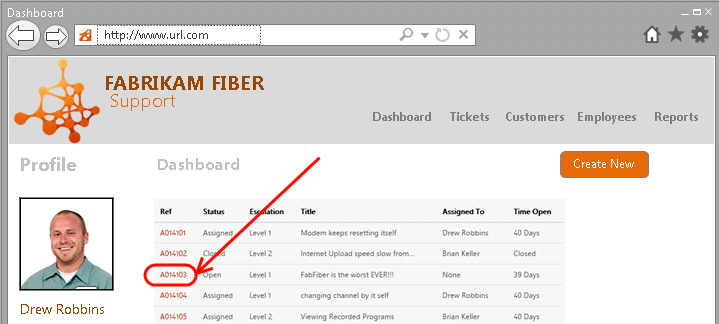 Dashboard
http://www.url.com
FABRIKAM FIBER
Support
Dashboard Tickets Customers Employees Reports
Profile Dashboard Create New
Ref Status Escalation Title Assigned To Time Open
A014101 Assigned Level 1 Modem keeps resetting itself Drew Robbins 40 Days
A014102 Closed Level 2 Internet Upload speed slow from... Brian Keller Closed
A014103 Open Level 1 FabFiber is the worst EVER!!! None 39 Days
A014104 Assigned Level 1 changing channel by it self Drew Robbins 40 Days
Drew Robbins
A014105 Assigned Level 2 Viewing Recorded Programs Brian Keller 40 Days